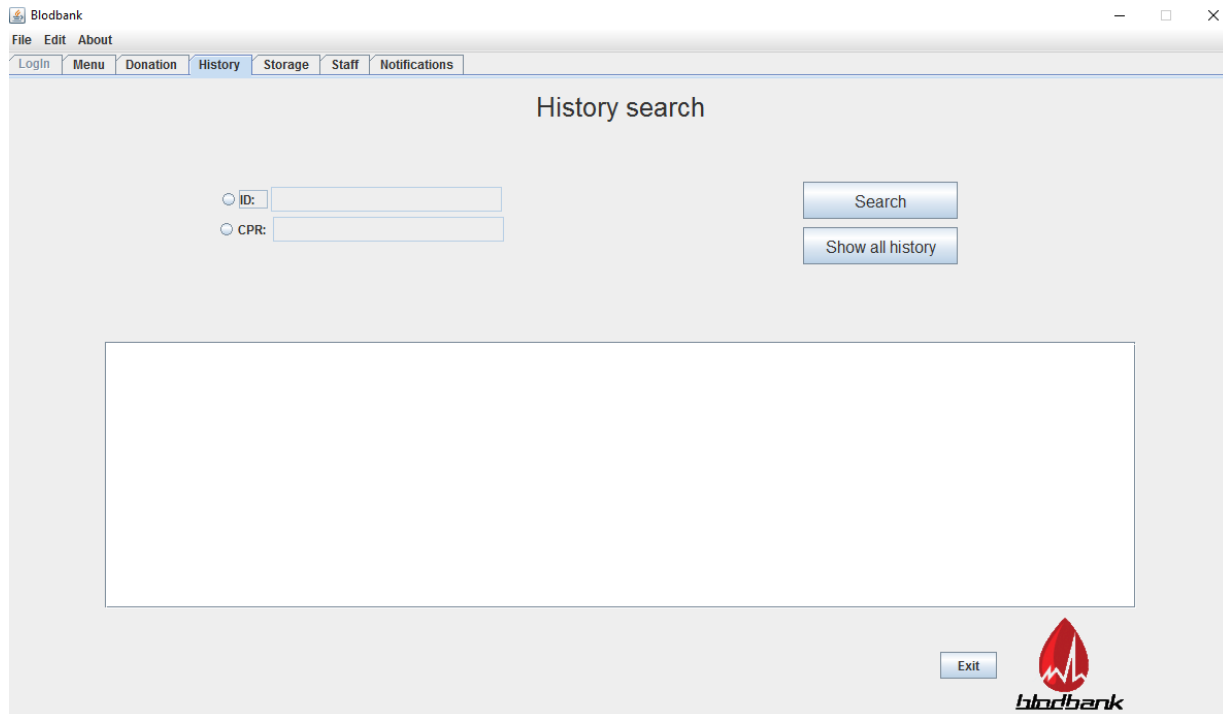 Blodbank
File Edit About
LogIn Menu Donation History Storage Staff Notifications
History search
ID:
Search
CPR:
Show all history
Exit
blodbank